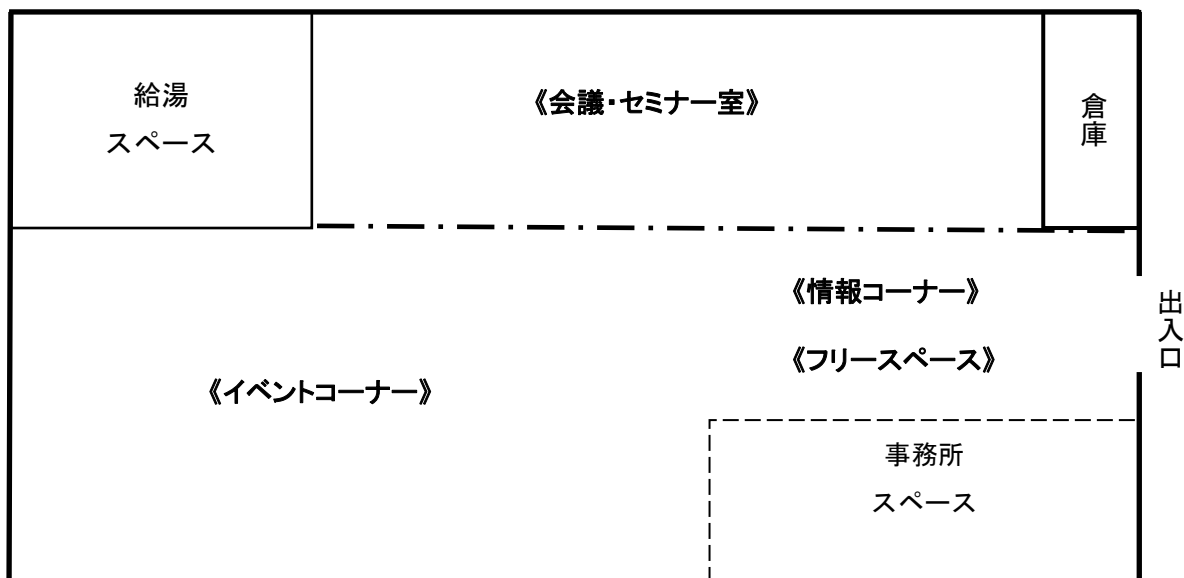 給湯
スペース
《会議・セミナー室》
倉庫
《情報コーナー》
《フリースペース》
出入口
《イベントコーナー》
事務所
スペース